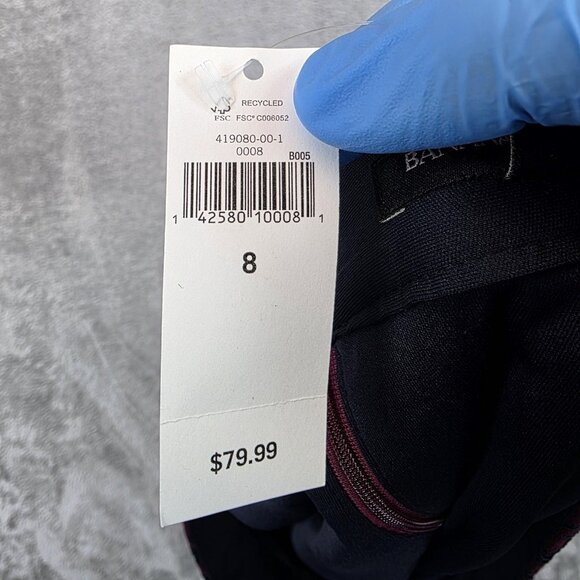 RECYCLED
FSC FSC® C006052
419080-00-1
0008
B005
1 42580 10008 1
8
$79.99